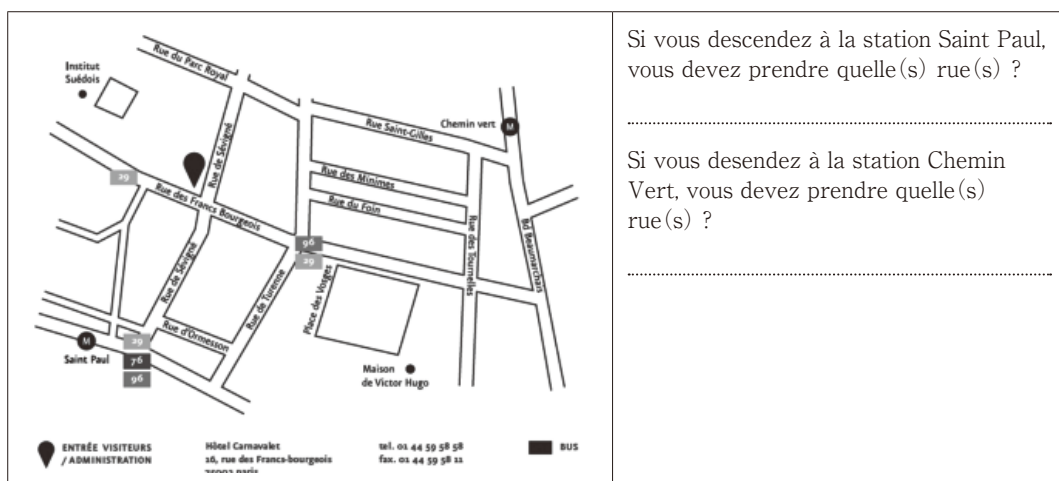 Rue du Parc Royal
Institut
Suédois
Rue de Sévigné
Chemin vert
M
Rue Saint-Gilles
Rue des Minimes
Rue du Foin
29
Rue des Francs Bourgeois
96
29
Rue des Tournelles
Bd Beaumarchais
Rue de Sévigné
Rue de Turenne
Place des Vosges
Rue d'Ormesson
M
Saint Paul
29
76
96
Maison
de Victor Hugo
ENTRÉE VISITEURS
/ ADMINISTRATION
Hôtel Carnavalet
16, rue des Francs-bourgeois
tel. 01 44 59 58 58
fax. 01 44 59 58 11
BUS
Si vous descendez à la station Saint Paul,
vous devez prendre quelle(s) rue(s) ?
Si vous desendez à la station Chemin
Vert, vous devez prendre quelle(s)
rue(s) ?